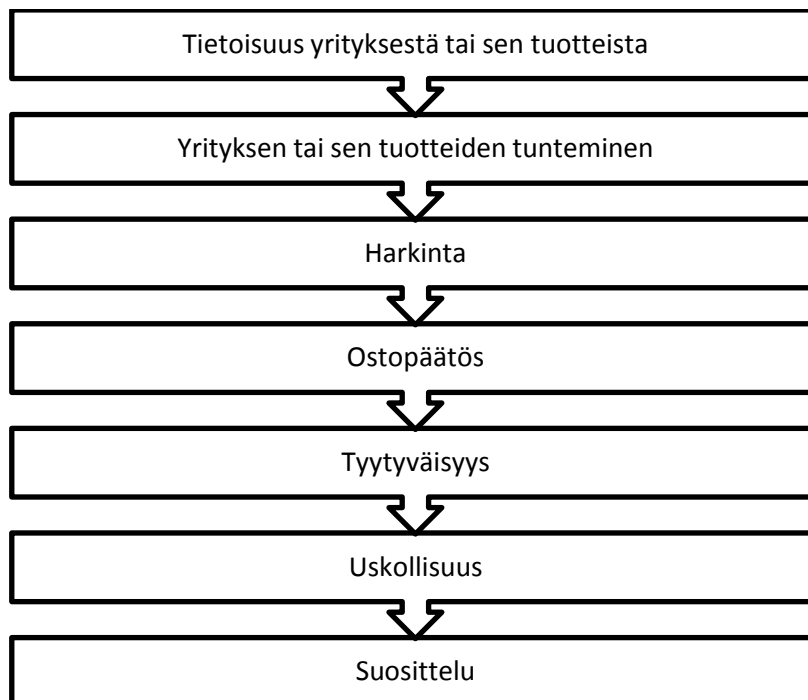 Tietoisuus yrityksestä tai sen tuotteista
Yrityksen tai sen tuotteiden tunteminen
Harkinta
Ostopäätös
Tyytyväisyys
Uskollisuus
Suosittelu